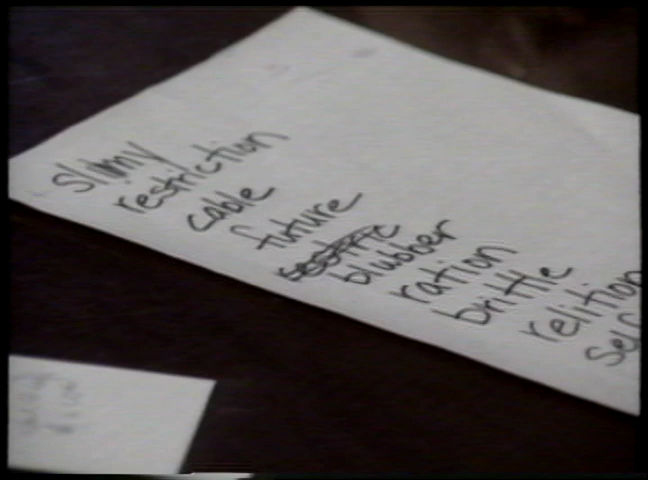 slimy
restriction
cable
future
blubber
ration
brittle
relition